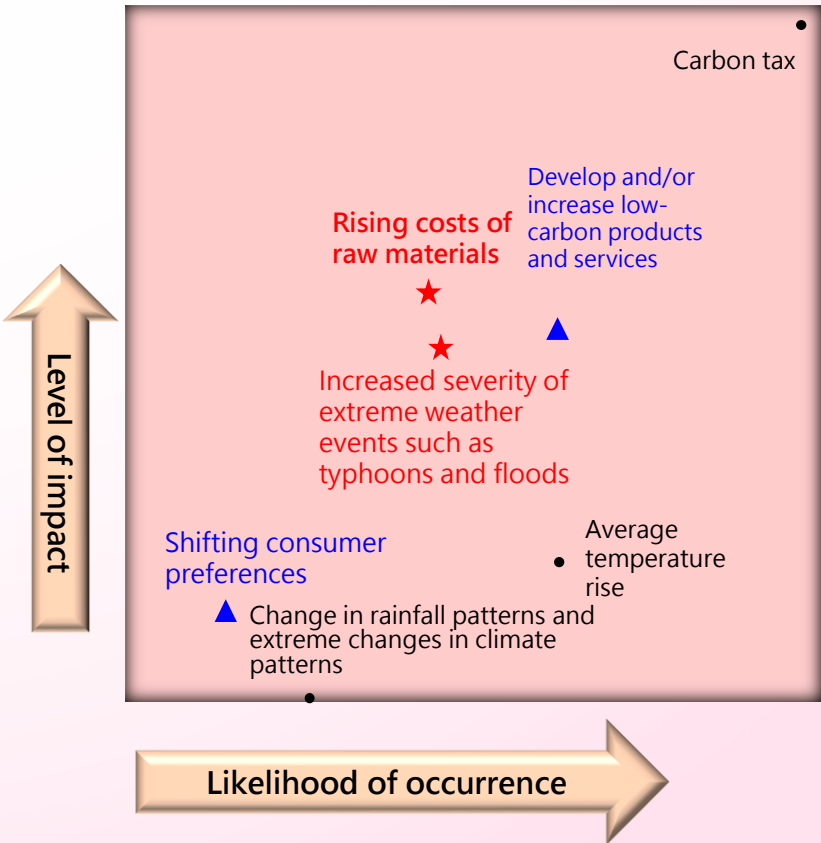 Carbon tax
Develop and/or
increase low-
carbon products
and services
Rising costs of
raw materials
Increased severity of
extreme weather
events such as
typhoons and floods
Level of impact
Average
temperature
rise
Shifting consumer
preferences
Change in rainfall patterns and
extreme changes in climate
patterns
Likelihood of occurrence